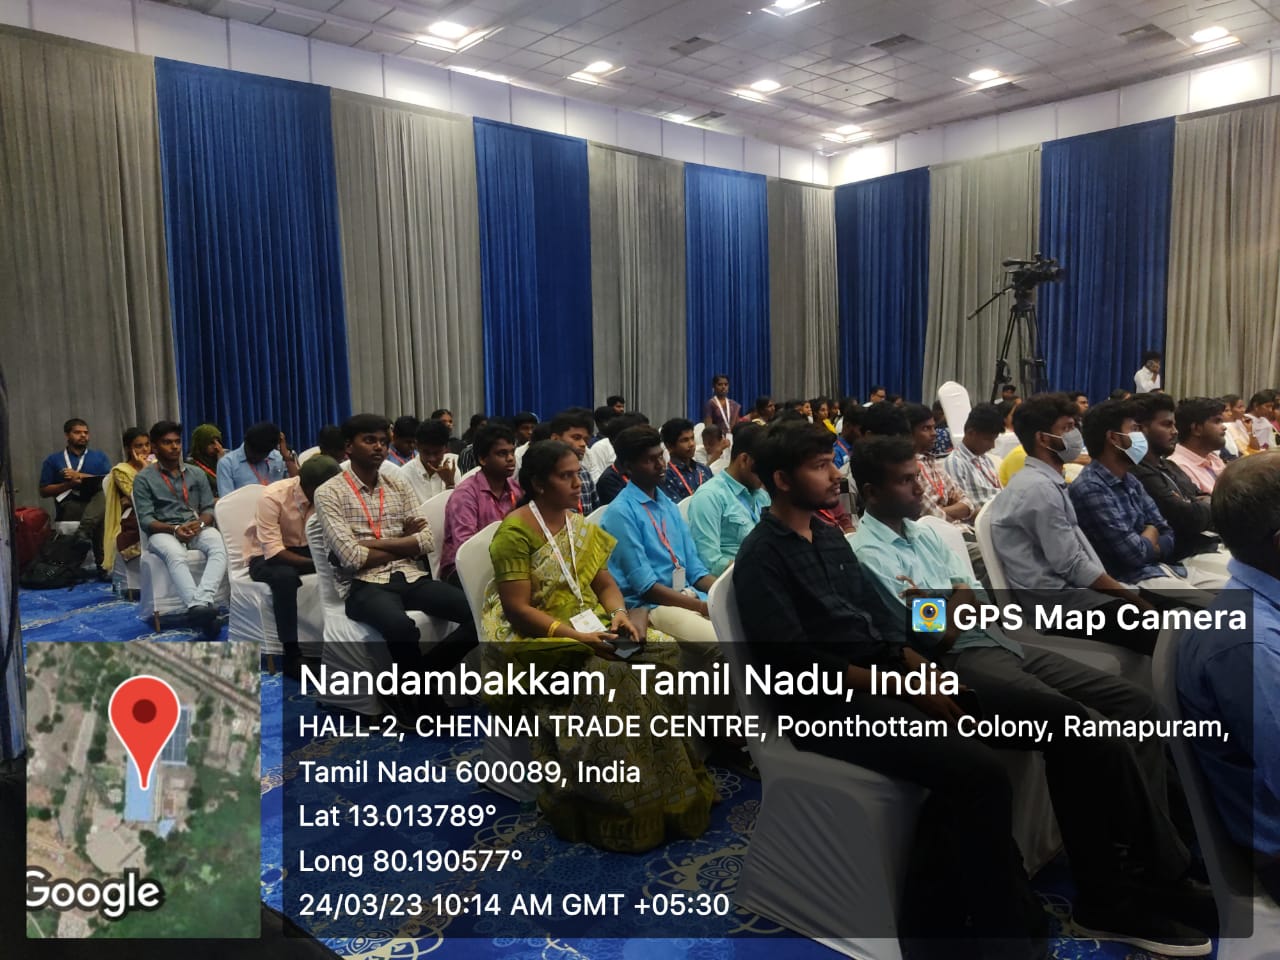 GPS Map Camera
Nandambakkam, Tamil Nadu, India
HALL-2, CHENNAI TRADE CENTRE, Poonthottam Colony, Ramapuram,
Tamil Nadu 600089, India
Lat 13.013789°
Long 80.190577°
24/03/23 10:14 AM GMT +05:30
Google